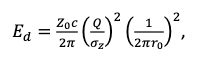 $E_d = \frac{Z_0 c}{2\pi} \left( \frac{Q}{\sigma_z} \right)^2 \left( \frac{1}{2\pi r_0} \right)^2,$